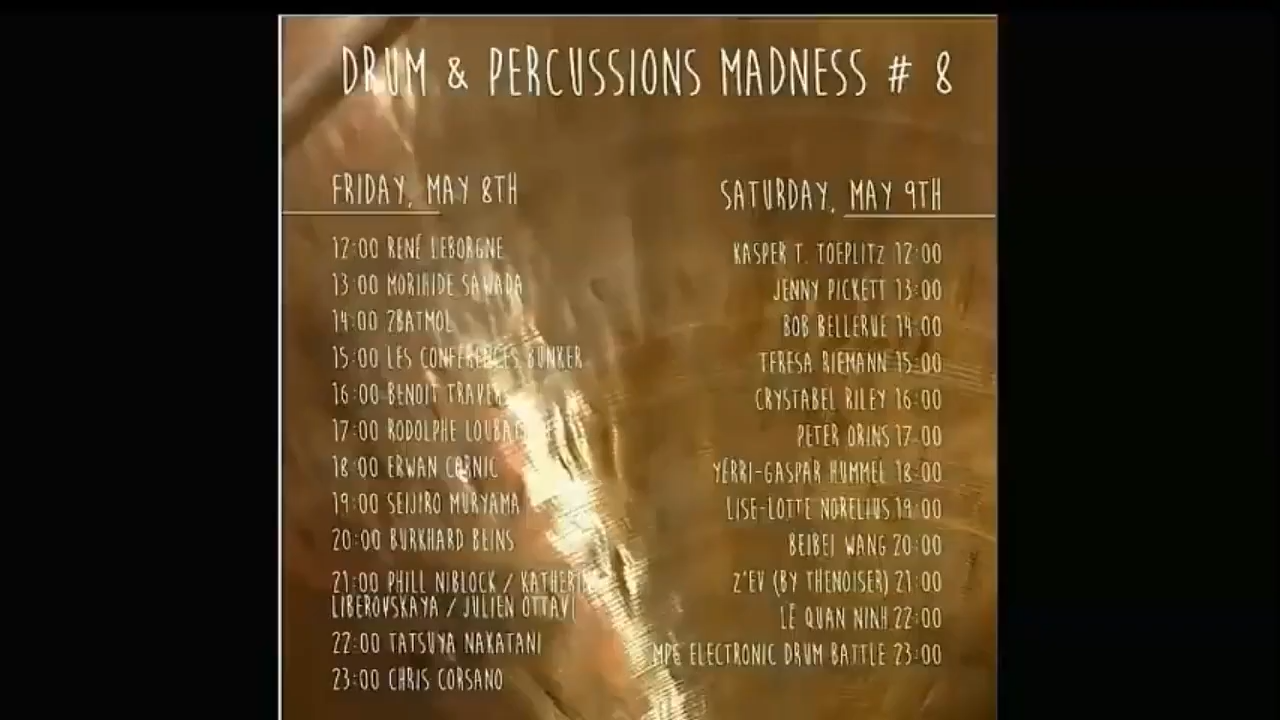 DRUM & PERCUSSIONS MADNESS # 8
FRIDAY, MAY 8TH
12:00 RENÉ LEBORGNE
13:00 MORIHIDE SAWADA
14:00 2BATMOL
15:00 LES CONFÉRENCES BUNKER
16:00 BENOIT
17:00 RODOLPHE
18:00 ERWAN CORNIC
19:00 SEIJIRO MURYAMA
20:00 BURKHARD BEINS
21:00 PHILL NIBLOCK / KATHERINE
LIBEROVSKAYA / JULIEN OTTAVI
22:00 TATSUYA NAKATANI
23:00 CHRIS CORSANO
SATURDAY, MAY 9TH
KASPER T. TOEPLITZ 12:00
JENNY PICKETT 13:00
BOB BELLERUE 14:00
TERESA RIEMANN 15:00
CRYSTABEL RILEY 16:00
PETER ORINS 17:00
YÉRRI-GASPAR HUMMEL 18:00
LISE-LOTTE NORELIUS 19:00
BEIBEI WANG 20:00
Z'EV (BY THENOISER) 21:00
LÊ QUAN NINH 22:00
MPE ELECTRONIC DRUM BATTLE 23:00